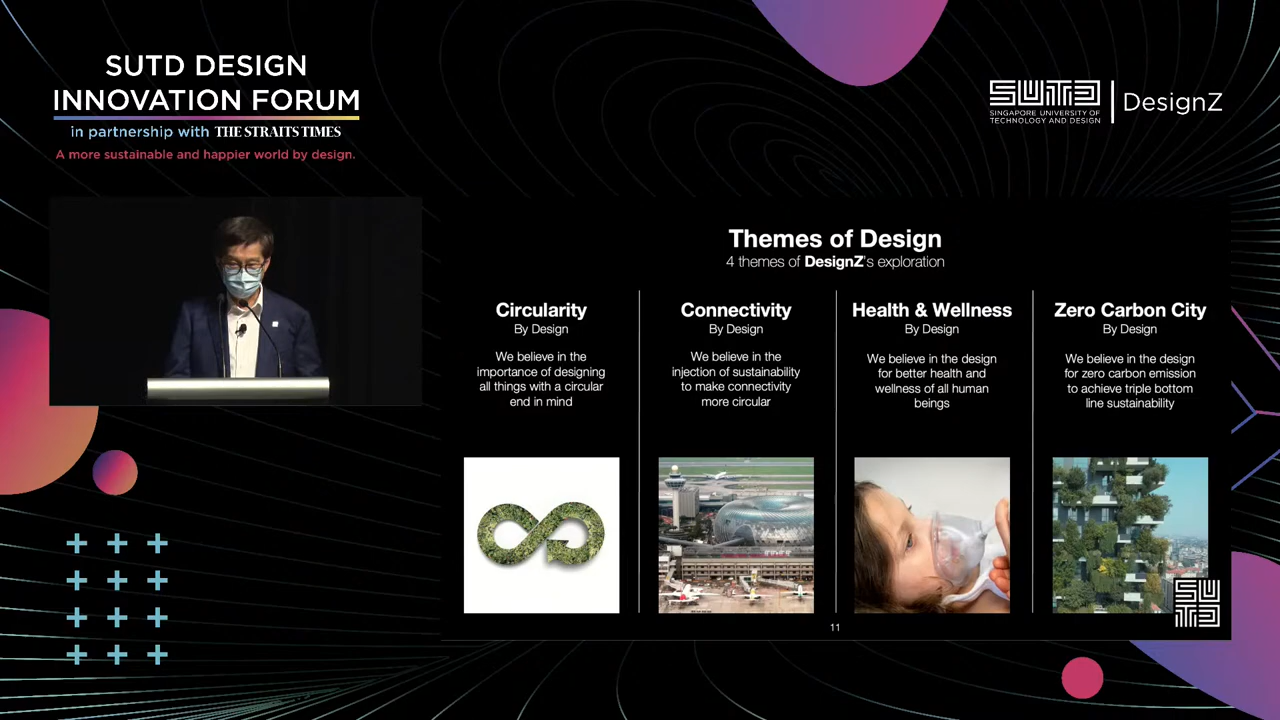 SUTD DESIGN
INNOVATION FORUM
in partnership with THE STRAITS TIMES
A more sustainable and happier world by design.
SUTD
SINGAPORE UNIVERSITY OF
TECHNOLOGY AND DESIGN
DesignZ
Themes of Design
4 themes of DesignZ's exploration
Circularity
By Design
We believe in the
importance of designing
all things with a circular
end in mind
Connectivity
By Design
We believe in the
injection of sustainability
to make connectivity
more circular
Health & Wellness
By Design
We believe in the design
for better health and
wellness of all human
beings
Zero Carbon City
By Design
We believe in the design
for zero carbon emission
to achieve triple bottom
line sustainability
SUTD
11